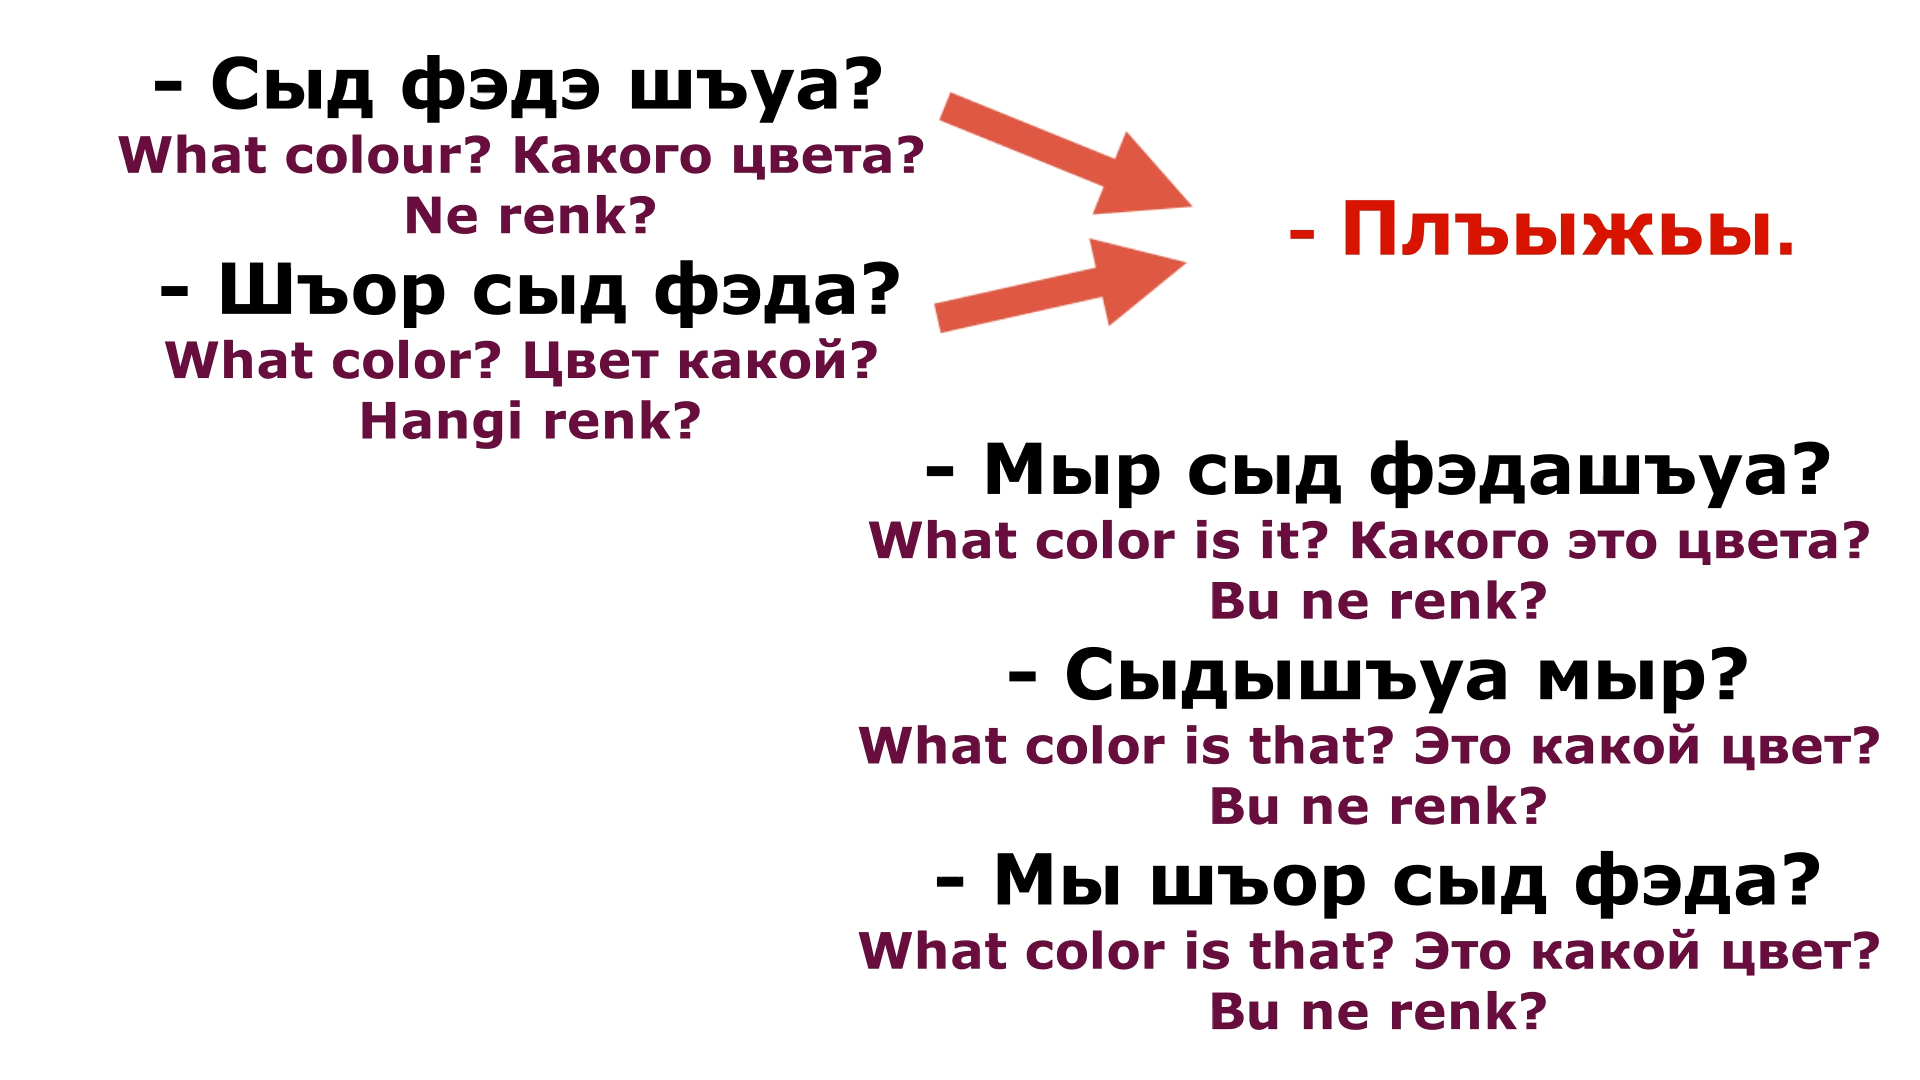 - Сыд фэдэ шъуа?
What colour? Какого цвета?
Ne renk?
- Шъор сыд фэда?
What color? Цвет какой?
Hangi renk?
- Плъыжьы.
- Мыр сыд фэдашъуа?
What color is it? Какого это цвета?
Bu ne renk?
- Сыдышъуа мыр?
What color is that? Это какой цвет?
Bu ne renk?
- Мы шъор сыд фэда?
What color is that? Это какой цвет?
Bu ne renk?